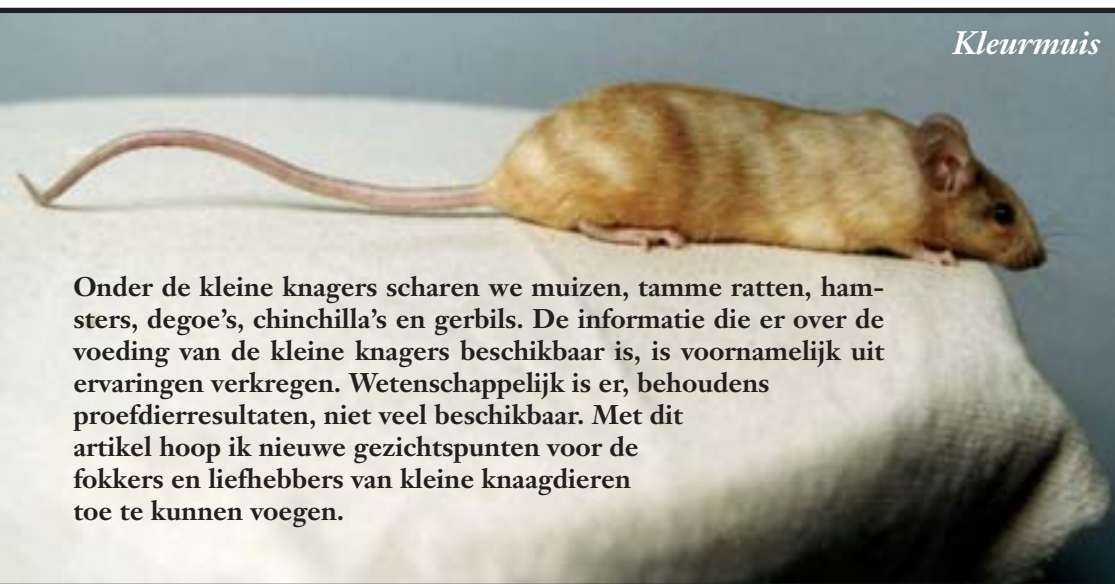 Kleurmuis
Onder de kleine knagers scharen we muizen, tamme ratten, ham-
sters, degoe's, chinchilla's en gerbils. De informatie die er over de
voeding van de kleine knagers beschikbaar is, is voornamelijk uit
ervaringen verkregen. Wetenschappelijk is er, behoudens
proefdierresultaten, niet veel beschikbaar. Met dit
artikel hoop ik nieuwe gezichtspunten voor de
fokkers en liefhebbers van kleine knaagdieren
toe te kunnen voegen.